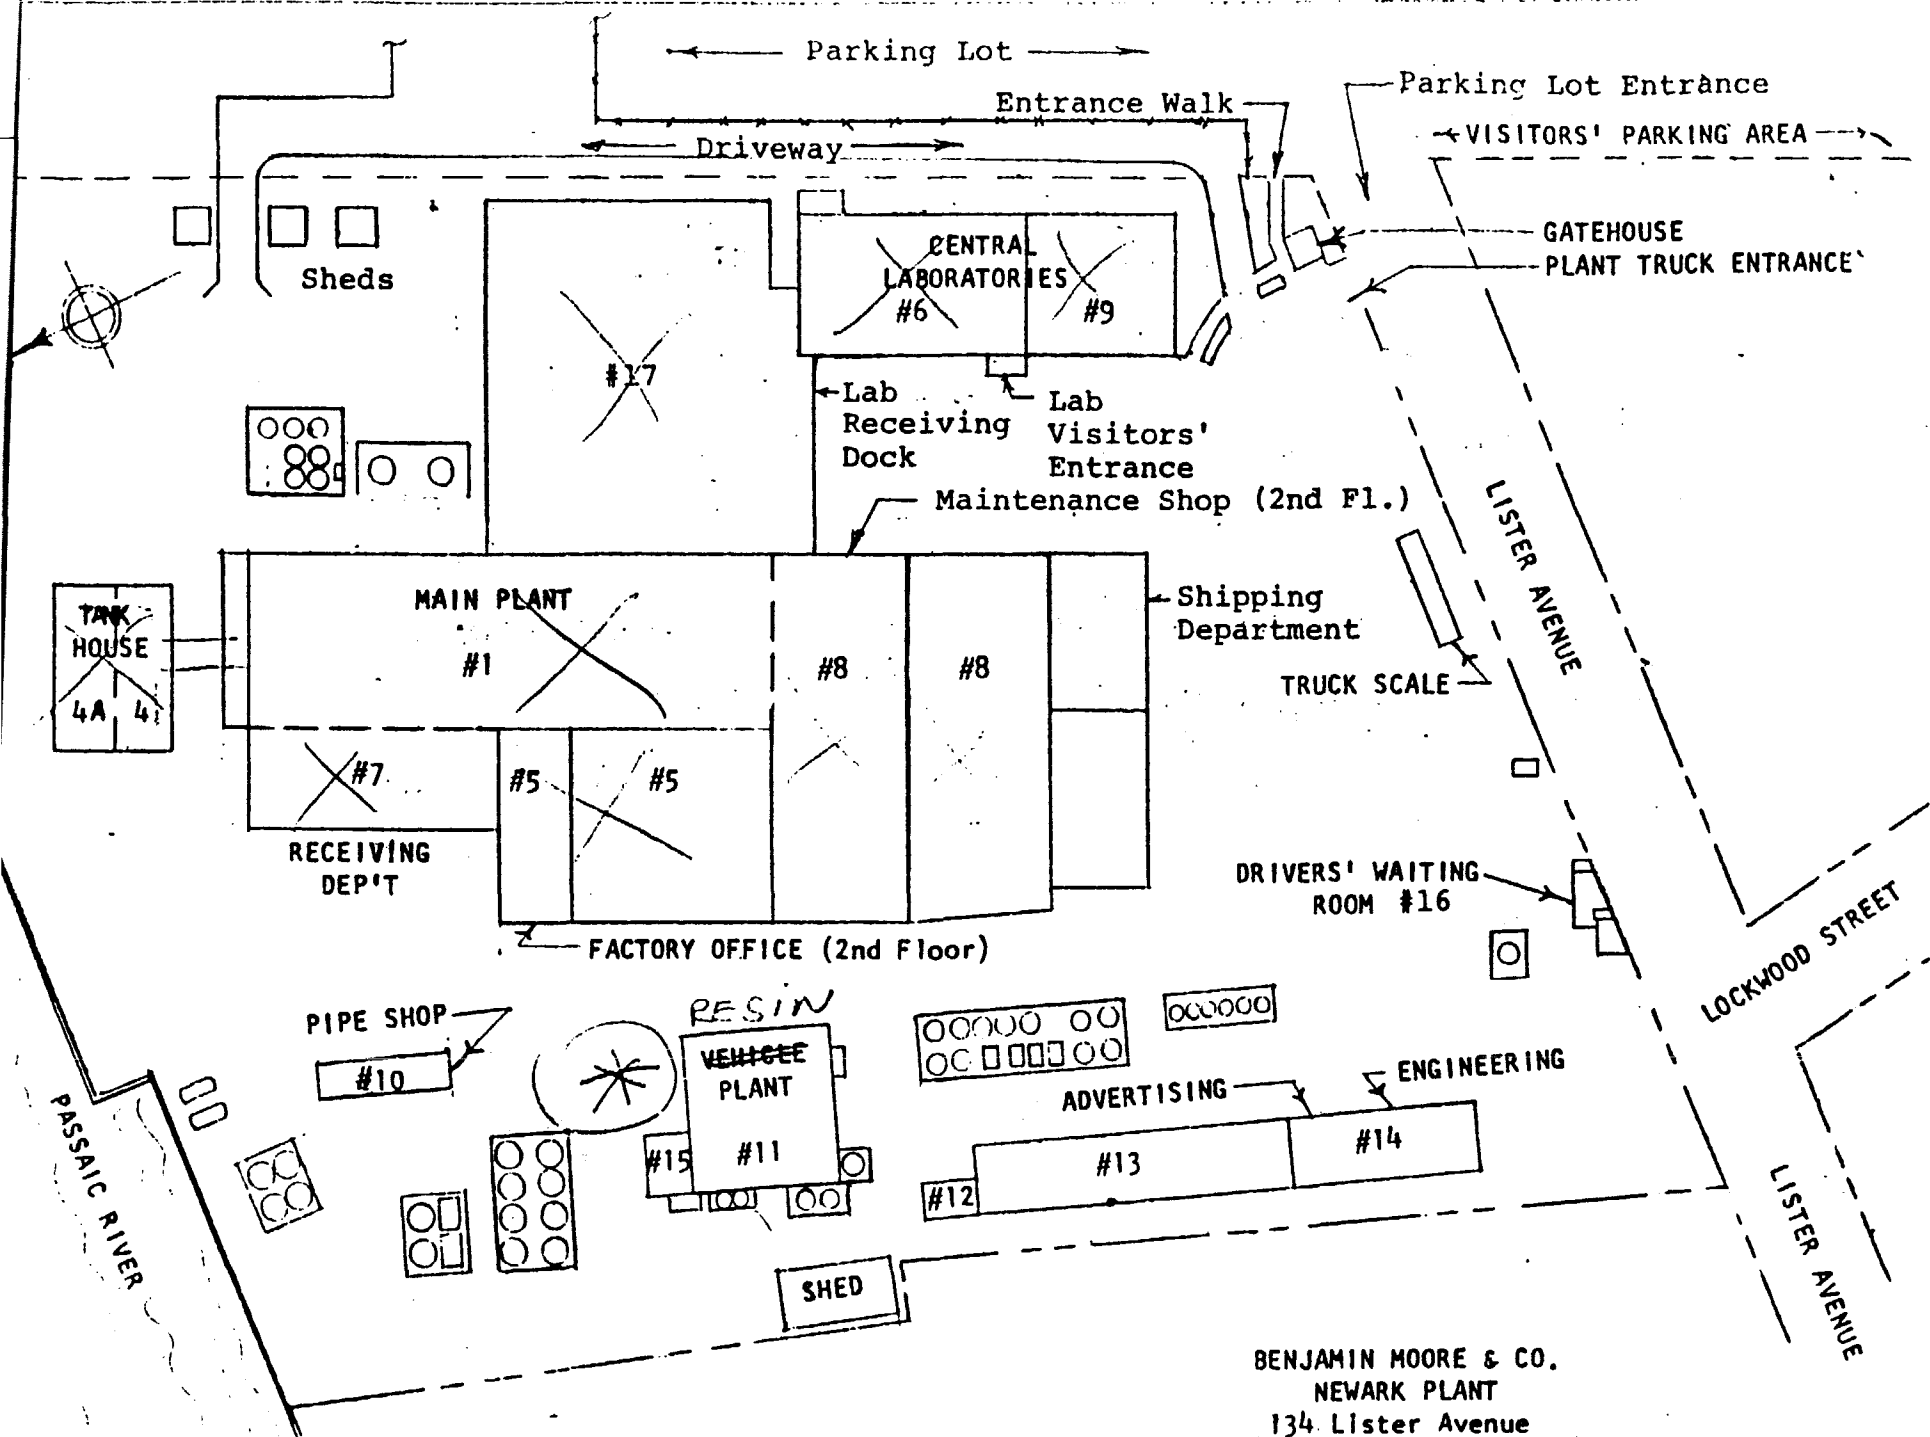 Parking Lot
Parking Lot Entrance
Entrance Walk
VISITORS' PARKING AREA
Driveway
GATEHOUSE
PLANT TRUCK ENTRANCE
Sheds
CENTRAL
LABORATORIES
#6
#9
#17
Lab
Receiving
Dock
Lab
Visitors'
Entrance
Maintenance Shop (2nd Fl.)
LISTER AVENUE
MAIN PLANT
#1
TANK
HOUSE
4A
4
#8
#8
Shipping
Department
TRUCK SCALE
#7
#5
#5
RECEIVING
DEP'T
DRIVERS' WAITING
ROOM #16
FACTORY OFFICE (2nd Floor)
LOCKWOOD STREET
PIPE SHOP
#10
RESIN
VEHICLE
PLANT
#11
#15
ADVERTISING
ENGINEERING
#12
#13
#14
PASSAIC RIVER
SHED
LISTER AVENUE
BENJAMIN MOORE & CO.
NEWARK PLANT
134 Lister Avenue